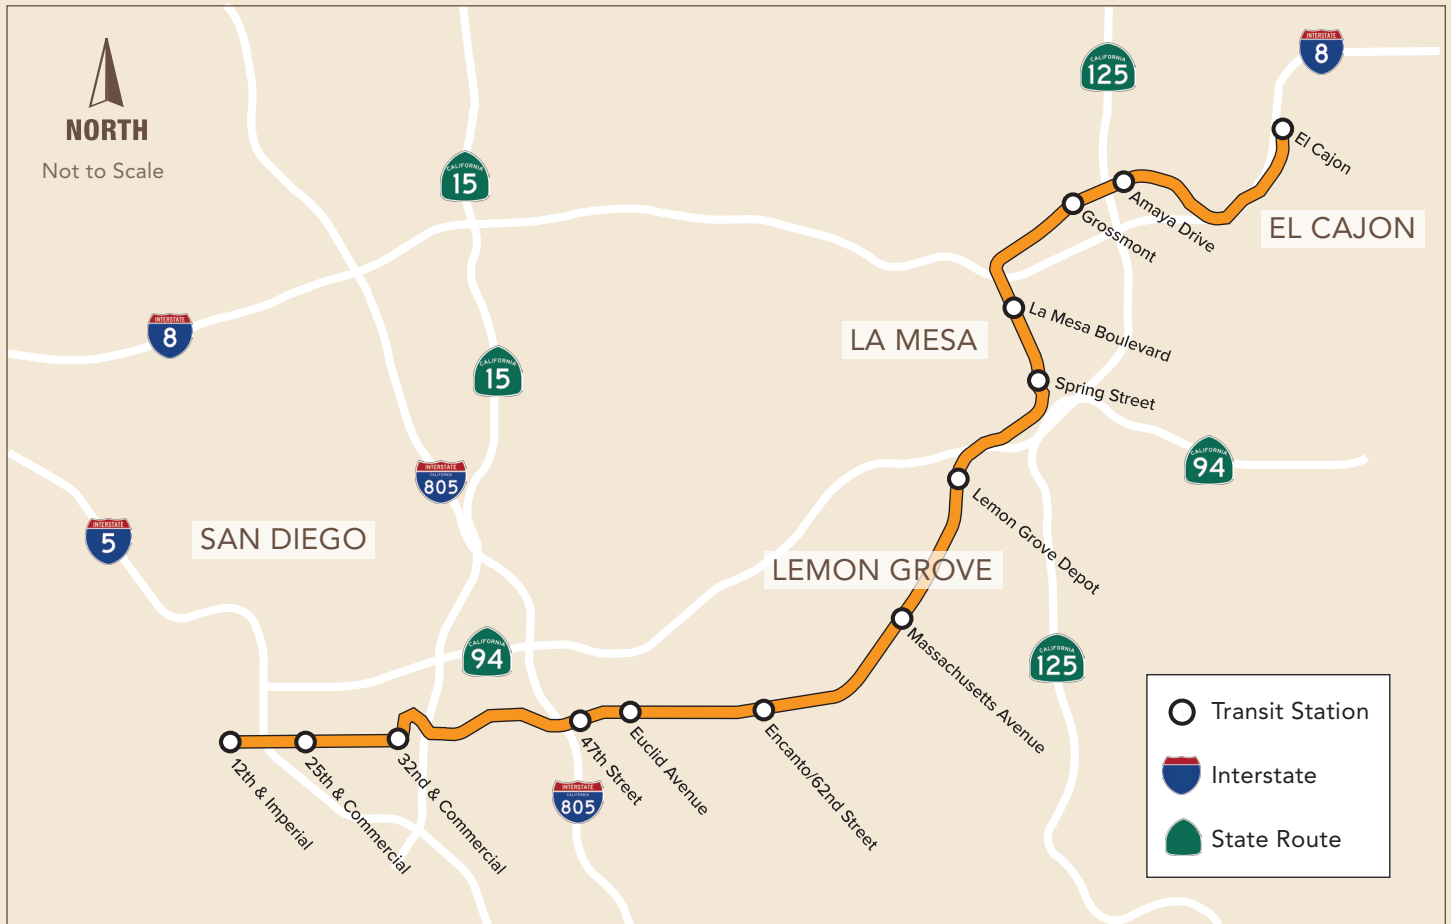 NORTH
Not to Scale
CALIFORNIA
125
INTERSTATE
8
El Cajon
CALIFORNIA
15
Amaya Drive
Grossmont
EL CAJON
INTERSTATE
8
La Mesa Boulevard
LA MESA
CALIFORNIA
15
Spring Street
INTERSTATE
CALIFORNIA
805
CALIFORNIA
94
INTERSTATE
5
SAN DIEGO
Lemon Grove Depot
LEMON GROVE
CALIFORNIA
94
Massachusetts Avenue
CALIFORNIA
125
12th & Imperial
25th & Commercial
32nd & Commercial
47th Street
Euclid Avenue
Encanto/62nd Street
INTERSTATE
CALIFORNIA
805
Transit Station
Interstate
State Route